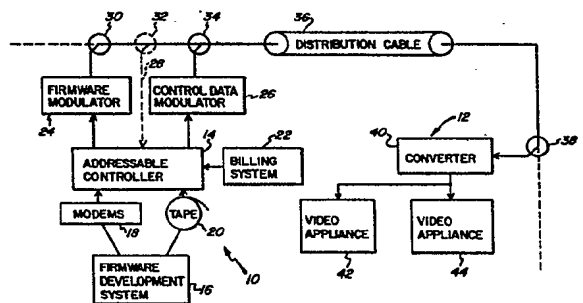 30 32 34 36
DISTRIBUTION CABLE
28
FIRMWARE
MODULATOR
24
CONTROL DATA
MODULATOR
26
12
38
40
CONVERTER
14
22
ADDRESSABLE
CONTROLLER
BILLING
SYSTEM
MODEMS
18
TAPE
20
10
VIDEO
APPLIANCE
42
VIDEO
APPLIANCE
44
FIRMWARE
DEVELOPMENT
SYSTEM
16